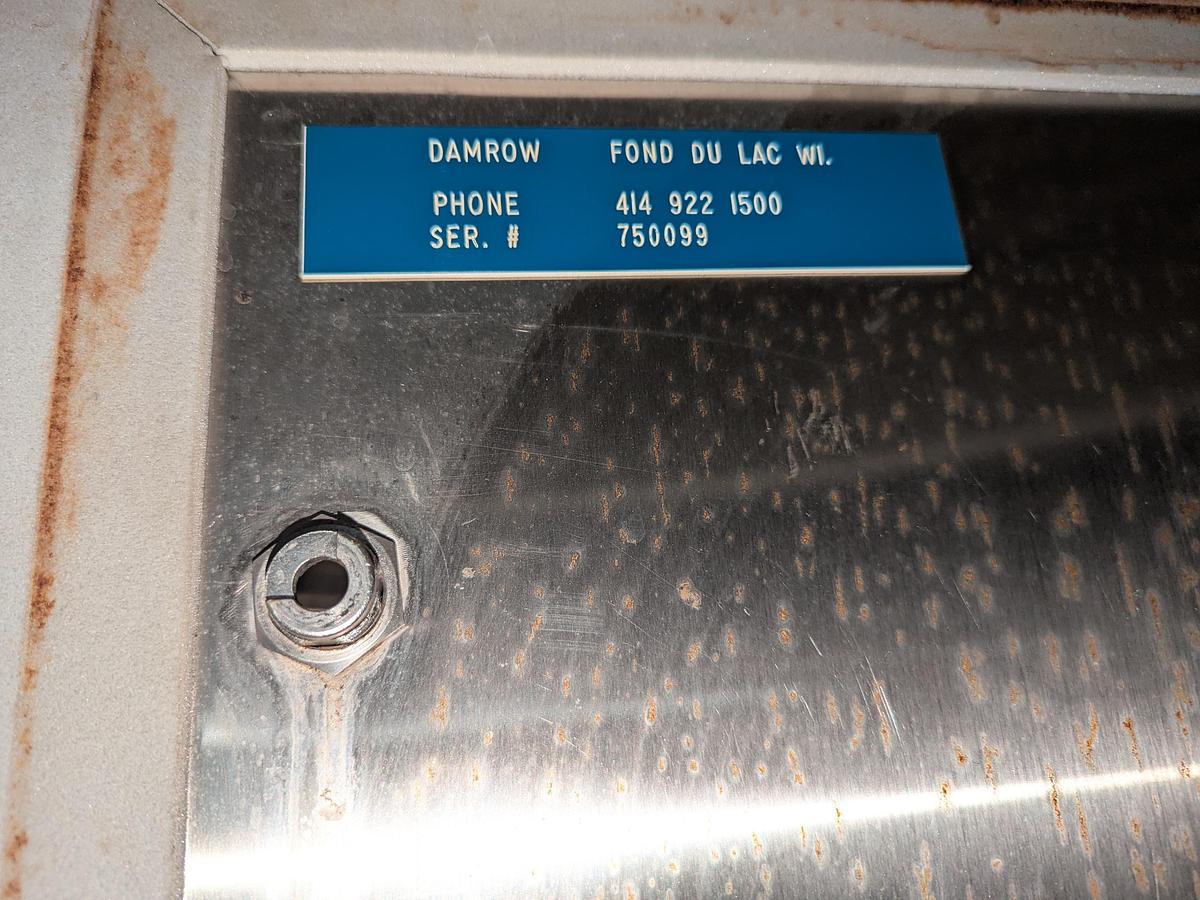 DAMROW FOND DU LAC WI.
PHONE 414 922 1500
SER. # 750099